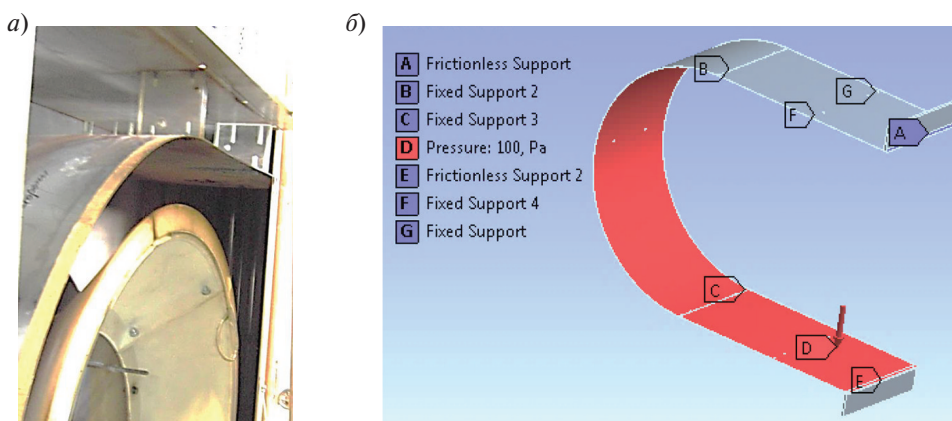 а)
б)
A Frictionless Support
B Fixed Support 2
C Fixed Support 3
D Pressure: 100, Pa
E Frictionless Support 2
F Fixed Support 4
G Fixed Support
B
G
F
A
C
D
E